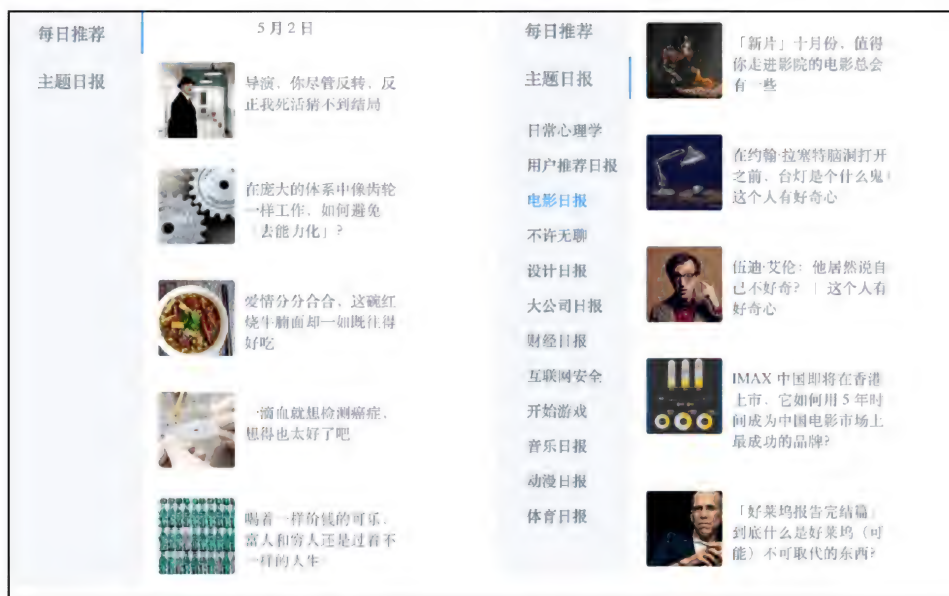 每日推荐
主题日报
5月2日
导演，你尽管反转，反
正我死活猜不到结局
在庞大的体系中像齿轮
一样工作，如何避免
「去能力化」？
爱情分分合合，这碗红
烧牛腩面却一如既往得
好吃
一滴血就想检测癌症，
想得也太好了吧
喝着一样价钱的可乐，
富人和穷人还是过着不
一样的人生
每日推荐
主题日报
日常心理学
用户推荐日报
电影日报
不许无聊
设计日报
大公司日报
财经日报
互联网安全
开始游戏
音乐日报
动漫日报
体育日报
「新片」十月份，值得
你走进影院的电影总会
有一些
在约翰·拉塞特脑洞打开
之前，台灯是个什么鬼|
这个人有好奇心
伍迪·艾伦：他居然说自
己不好奇？｜这个人有
好奇心
IMAX 中国即将在香港
上市，它如何用 5 年时
间成为中国电影市场上
最成功的品牌？
「好莱坞报告完结篇」
到底什么是好莱坞（可
能）不可取代的东西？